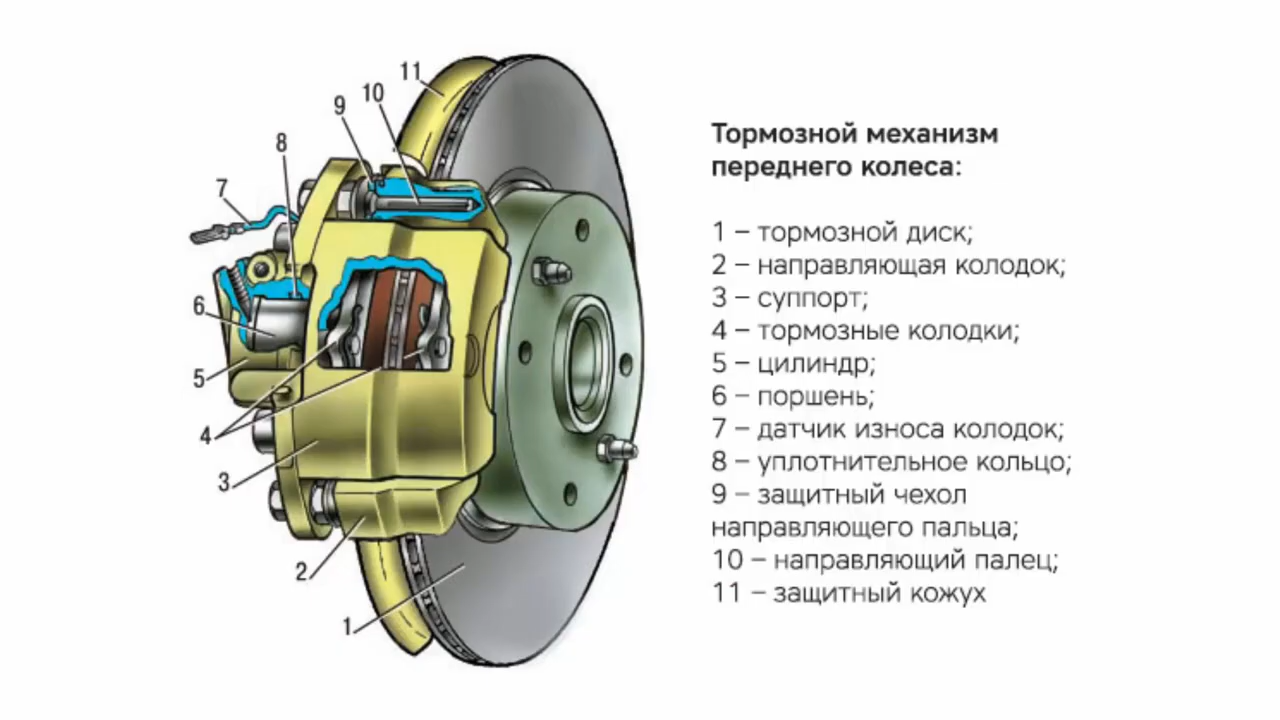 Тормозной механизм
переднего колеса:
1 – тормозной диск;
2 – направляющая колодок;
3 – суппорт;
4 – тормозные колодки;
5 – цилиндр;
6 – поршень;
7 – датчик износа колодок;
8 – уплотнительное кольцо;
9 – защитный чехол
направляющего пальца;
10 – направляющий палец;
11 – защитный кожух
11
10
9
8
7
6
5
4
3
2
1